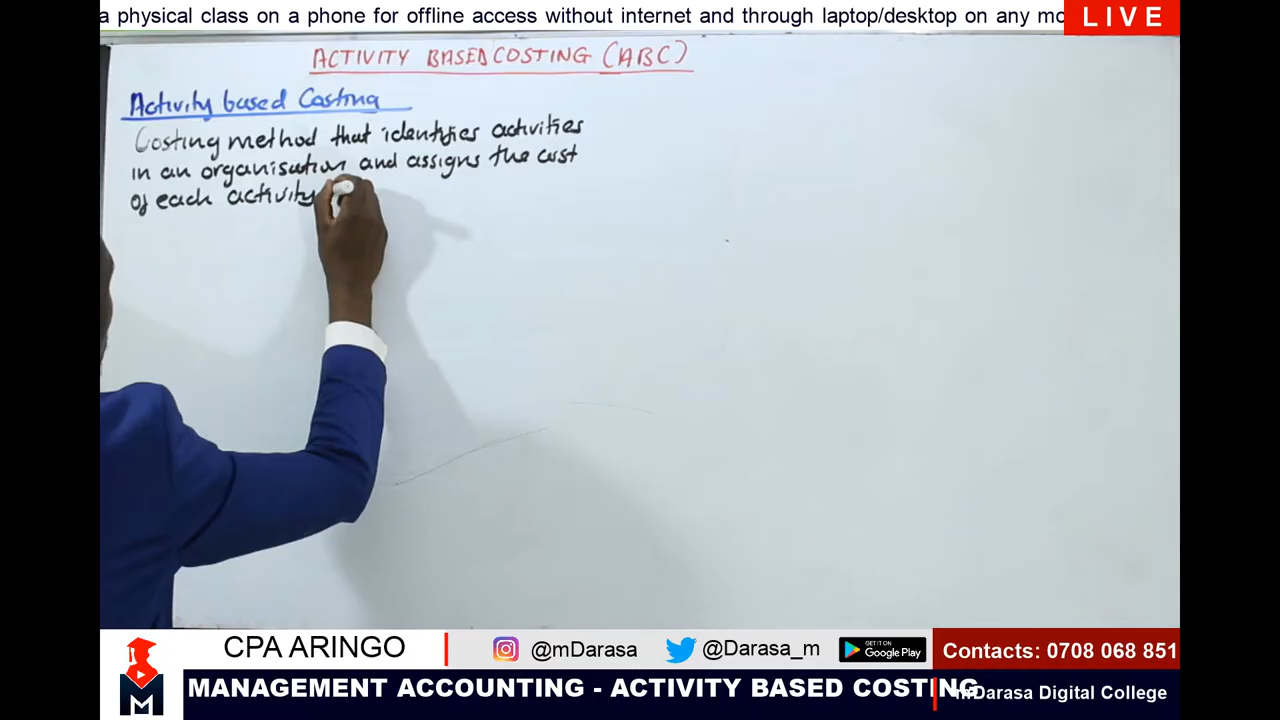 a physical class on a phone for offline access without internet and through laptop/desktop on any mo
LIVE
ACTIVITY BASED COSTING (ABC)
Activity based Costing
Costing method that identifies activities
in an organisation and assigns the cost
of each activity
CPA ARINGO
@mDarasa
@Darasa_m
GET IT ON
Google Play
Contacts: 0708 068 851
MANAGEMENT ACCOUNTING - ACTIVITY BASED COSTING
mDarasa Digital College